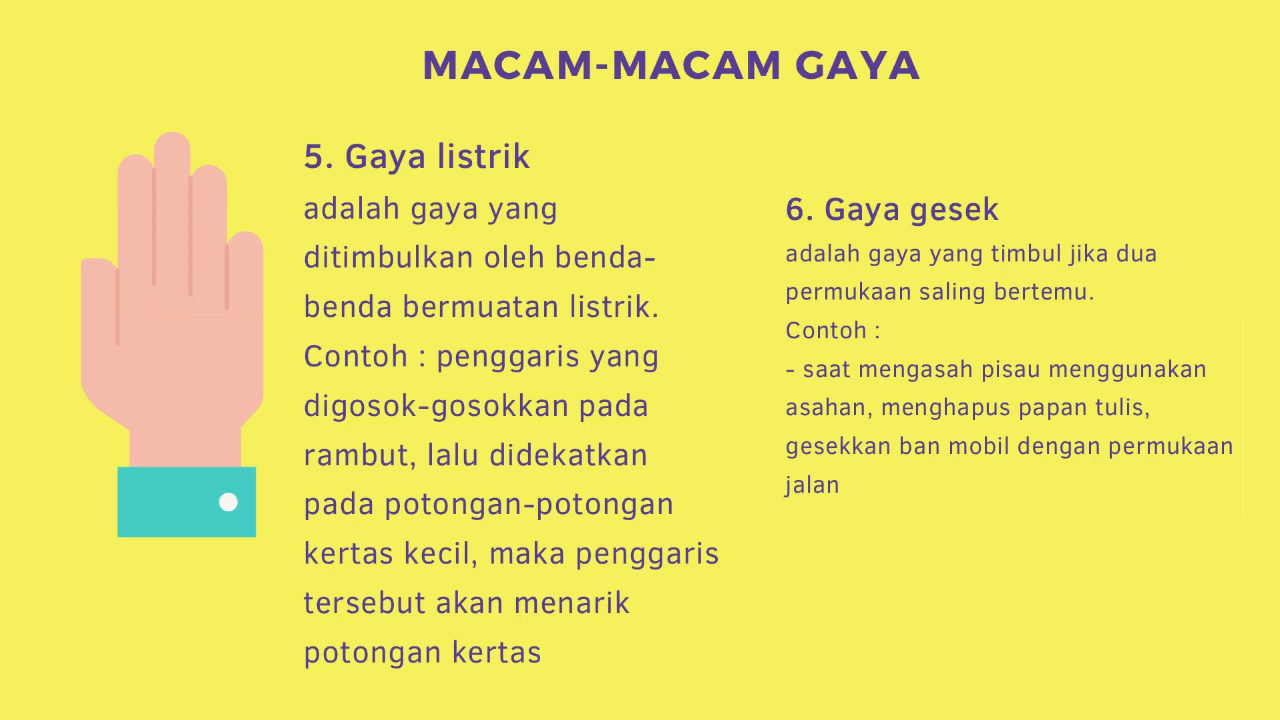 MACAM-MACAM GAYA
5. Gaya listrik
adalah gaya yang
ditimbulkan oleh benda-
benda bermuatan listrik.
Contoh : penggaris yang
digosok-gosokkan pada
rambut, lalu didekatkan
pada potongan-potongan
kertas kecil, maka penggaris
tersebut akan menarik
potongan kertas
6. Gaya gesek
adalah gaya yang timbul jika dua
permukaan saling bertemu.
Contoh :
- saat mengasah pisau menggunakan
asahan, menghapus papan tulis,
gesekkan ban mobil dengan permukaan
jalan